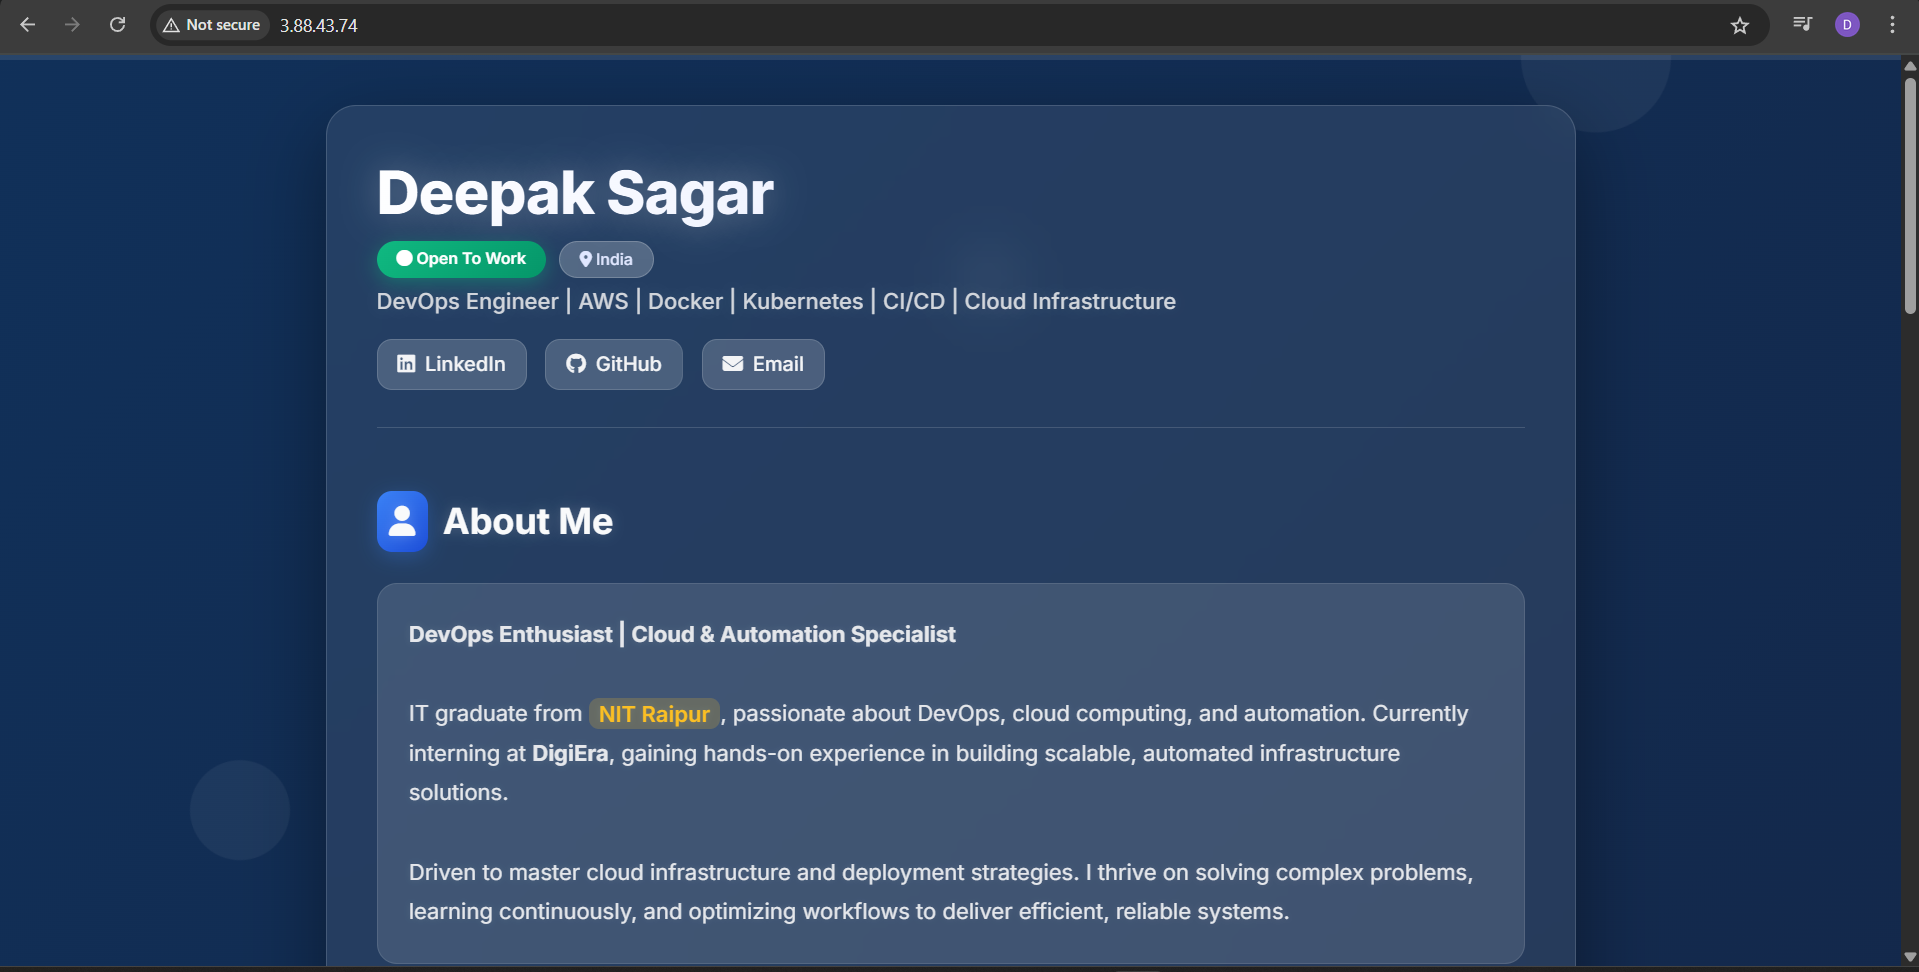 Not secure
3.88.43.74
D
Deepak Sagar
Open To Work
India
DevOps Engineer | AWS | Docker | Kubernetes | CI/CD | Cloud Infrastructure
LinkedIn
GitHub
Email
About Me
DevOps Enthusiast | Cloud & Automation Specialist
IT graduate from NIT Raipur, passionate about DevOps, cloud computing, and automation. Currently
interning at DigiEra, gaining hands-on experience in building scalable, automated infrastructure
solutions.
Driven to master cloud infrastructure and deployment strategies. I thrive on solving complex problems,
learning continuously, and optimizing workflows to deliver efficient, reliable systems.